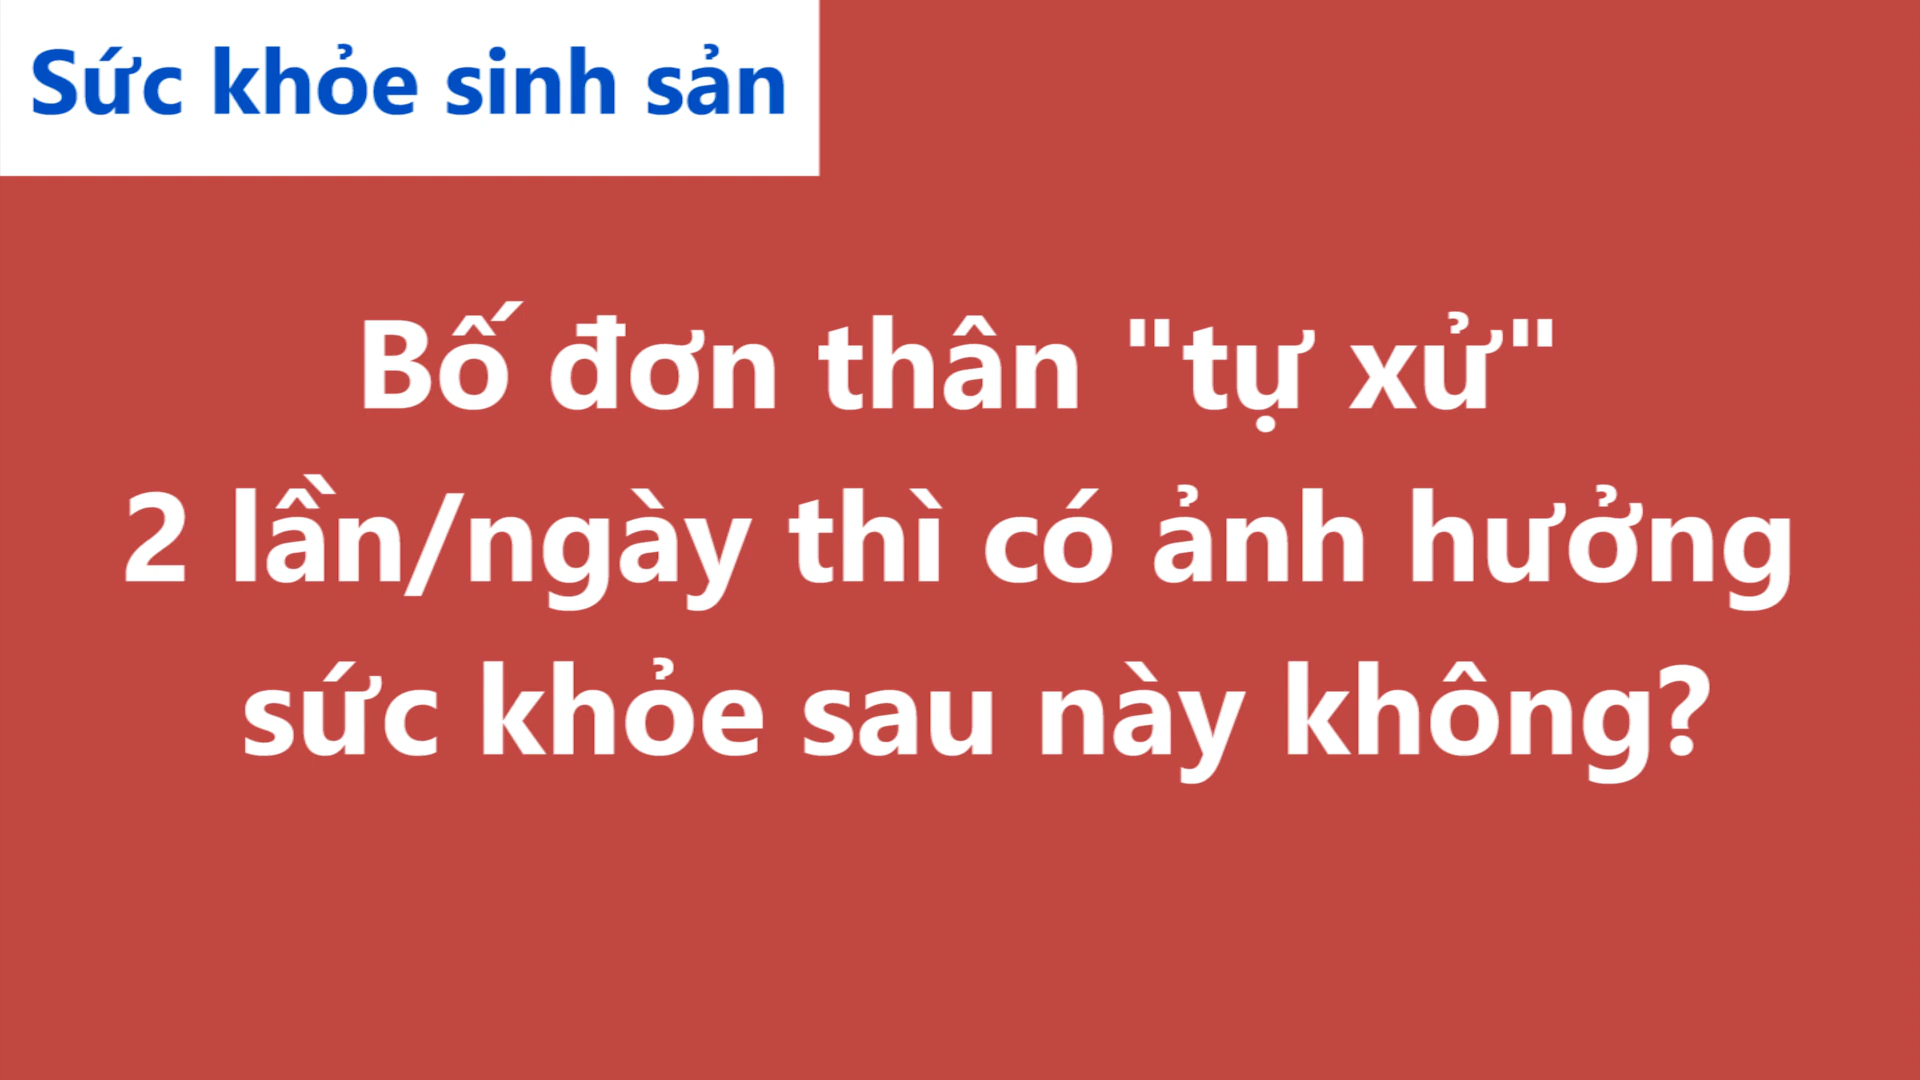 Sức khỏe sinh sản
Bố đơn thân "tự xử"
2 lần/ngày thì có ảnh hưởng
sức khỏe sau này không?